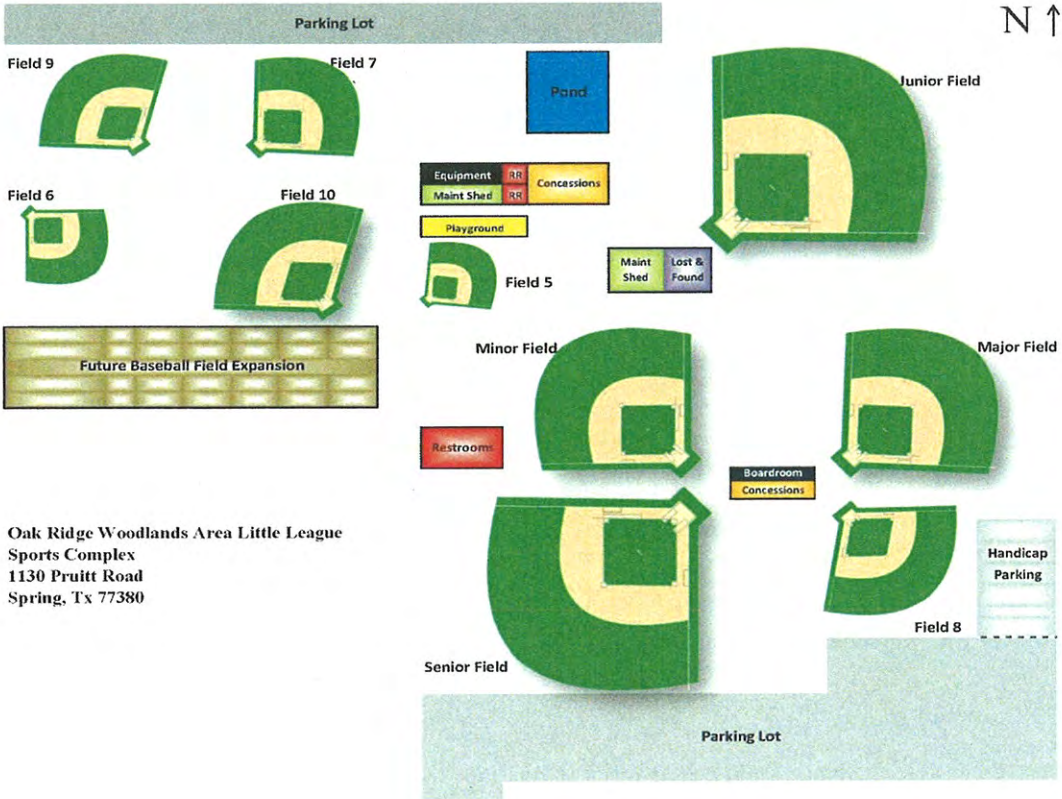 Parking Lot
N
Field 9
Field 7
Pond
Junior Field
Equipment
RR
Concessions
Maint Shed
RR
Field 6
Field 10
Playground
Field 5
Maint
Shed
Lost &
Found
Minor Field
Major Field
Future Baseball Field Expansion
Restrooms
Boardroom
Concessions
Oak Ridge Woodlands Area Little League
Sports Complex
1130 Pruitt Road
Spring, Tx 77380
Handicap
Parking
Field 8
Senior Field
Parking Lot